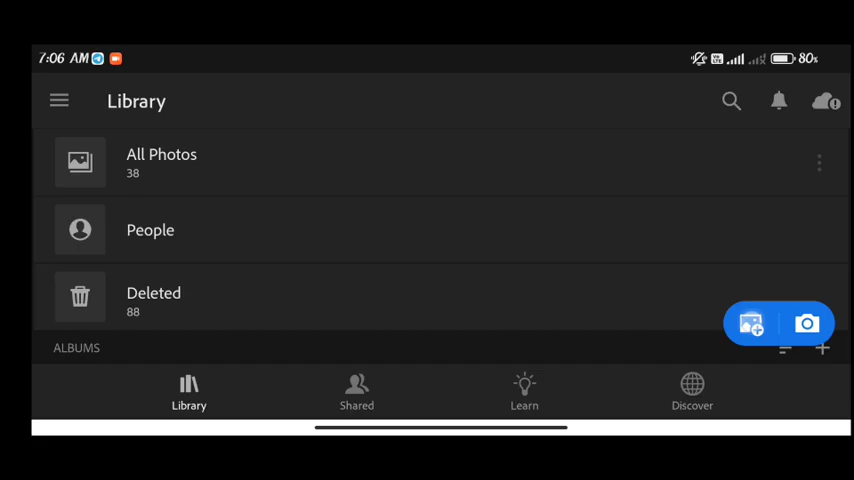 7:06 AM
80%
Library
All Photos
38
People
Deleted
88
ALBUMS
Library
Shared
Learn
Discover